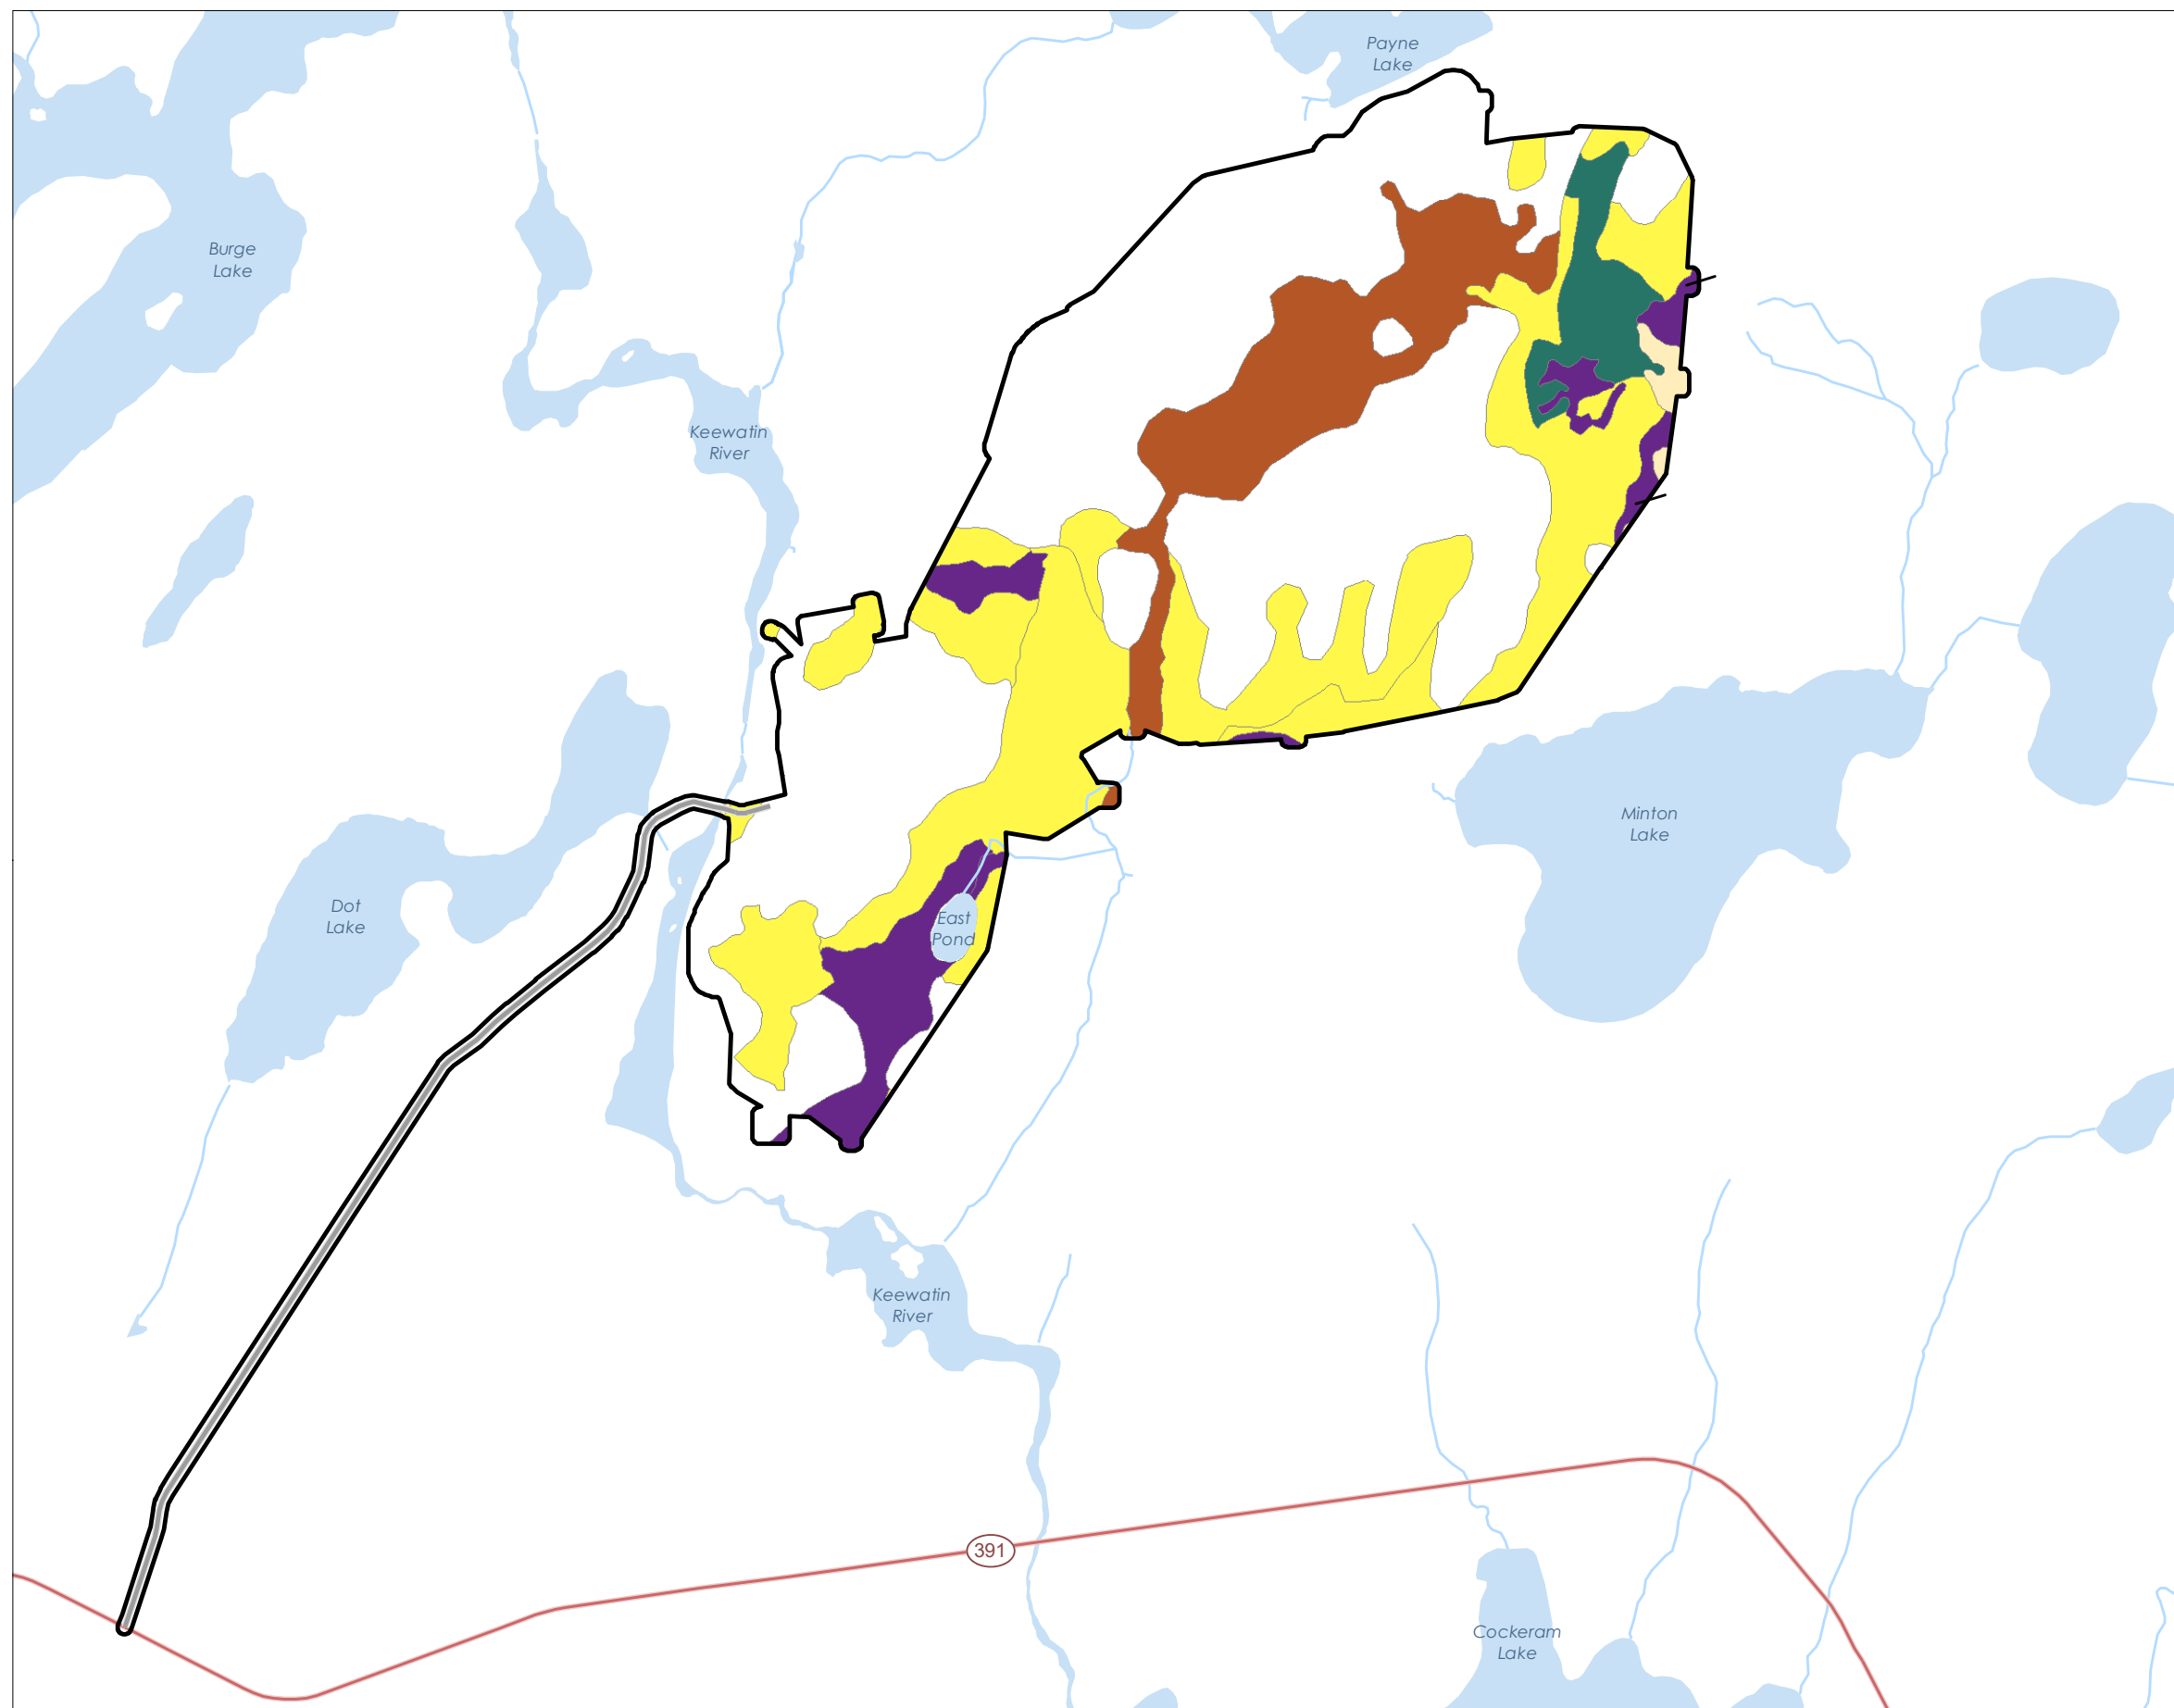 Payne
Lake
Burge
Lake
Keewatin
River
Minton
Lake
Dot
Lake
East
Pond
Keewatin
River
391
Cockeram
Lake